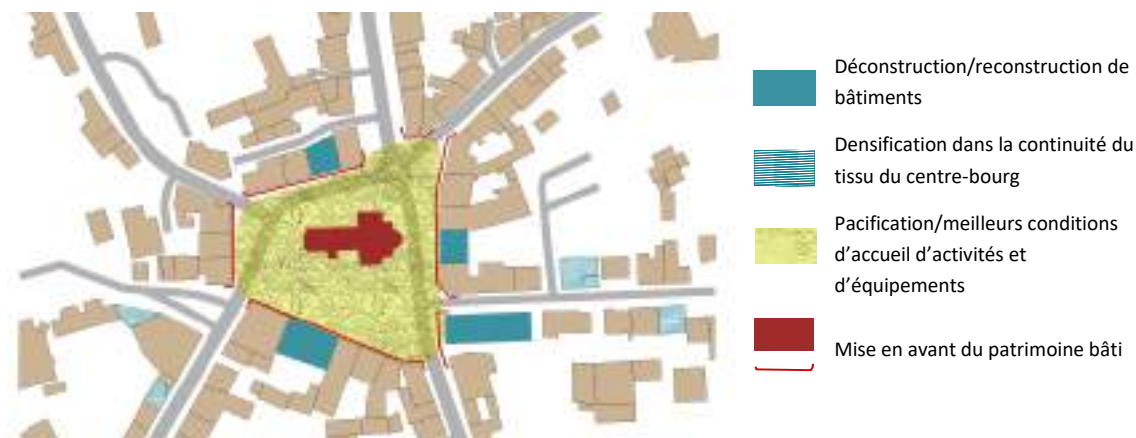 Déconstruction/reconstruction de
bâtiments
Densification dans la continuité du
tissu du centre-bourg
Pacification/meilleurs conditions
d’accueil d’activités et
d’équipements
Mise en avant du patrimoine bâti